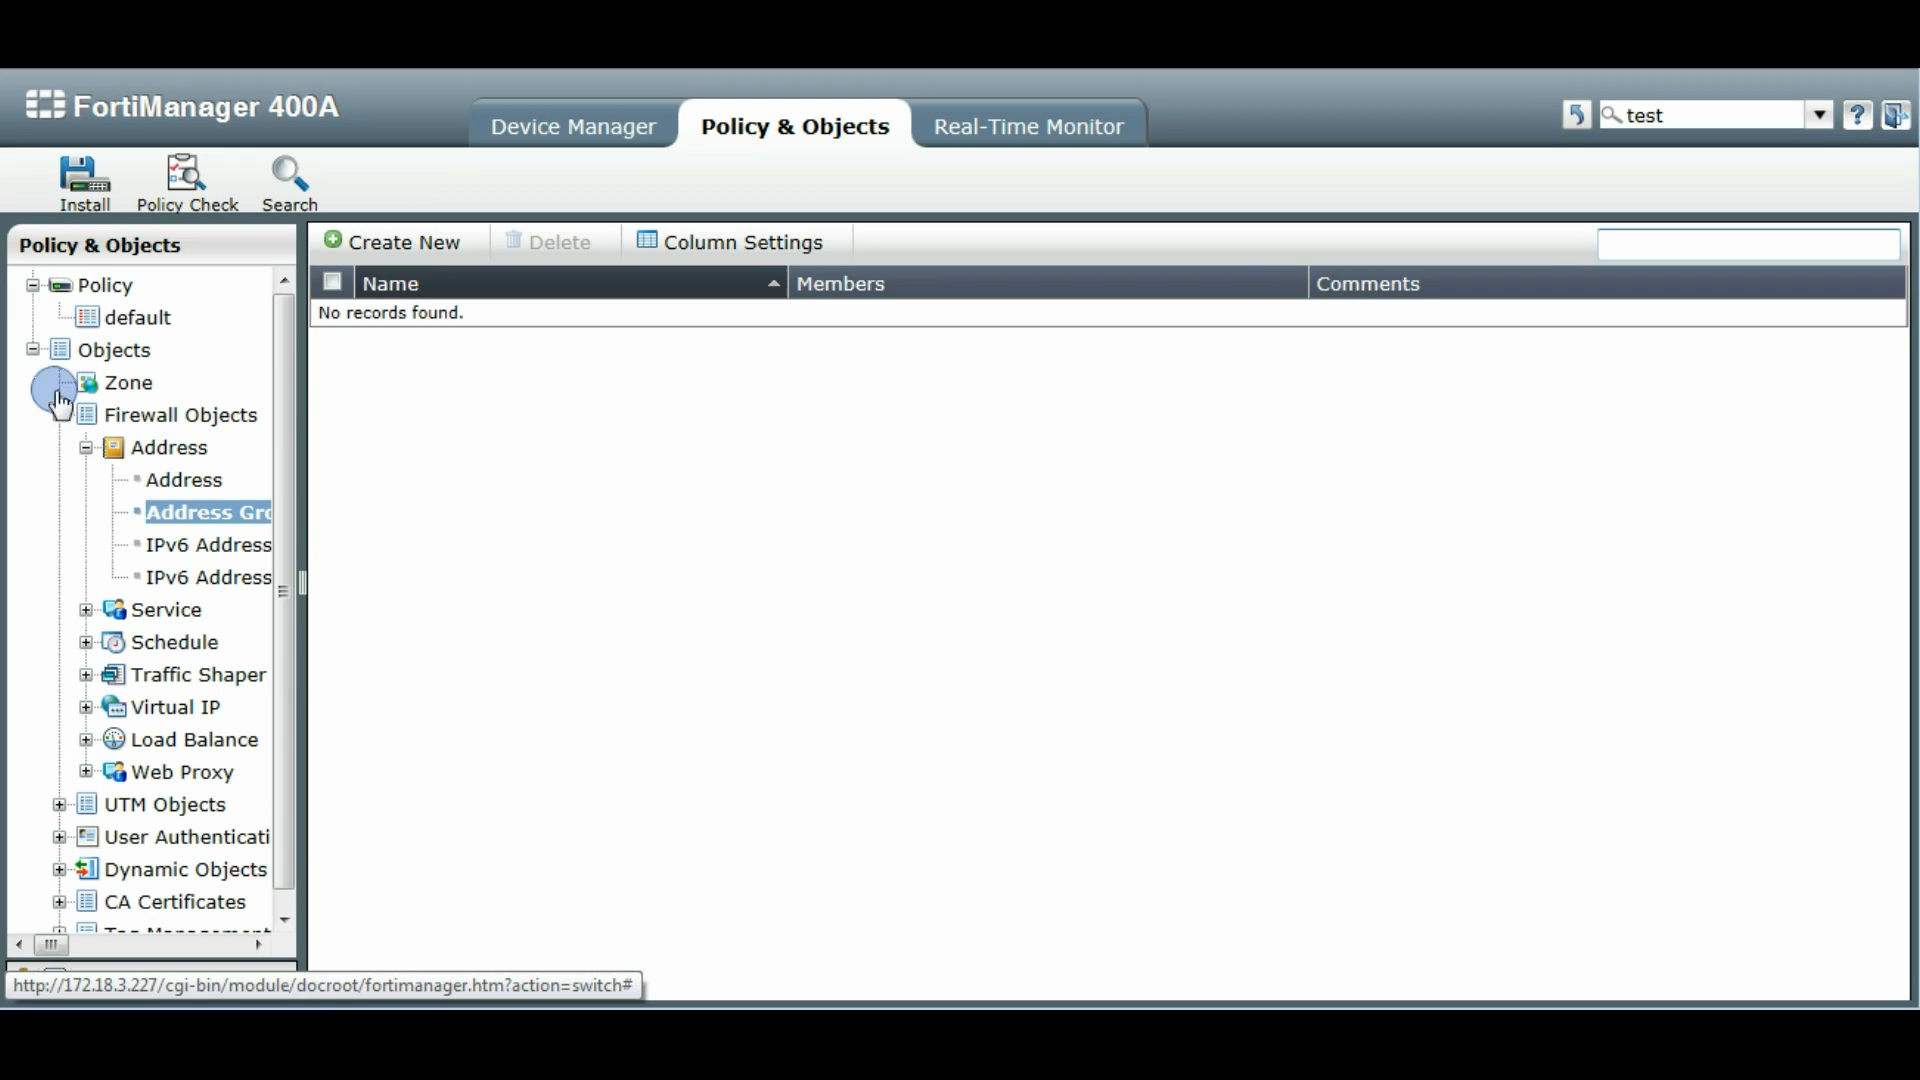 FortiManager 400A
Device Manager
Policy & Objects
Real-Time Monitor
test
?
Install
Policy Check
Search
Policy & Objects
Create New
Delete
Column Settings
Policy
Name
Members
Comments
default
No records found.
Objects
Zone
Firewall Objects
Address
Address
Address Gro
IPv6 Address
IPv6 Address
Service
Schedule
Traffic Shaper
Virtual IP
Load Balance
Web Proxy
UTM Objects
User Authenticati
Dynamic Objects
CA Certificates
http://172.18.3.227/cgi-bin/module/docroot/fortimanager.htm?action=switch#